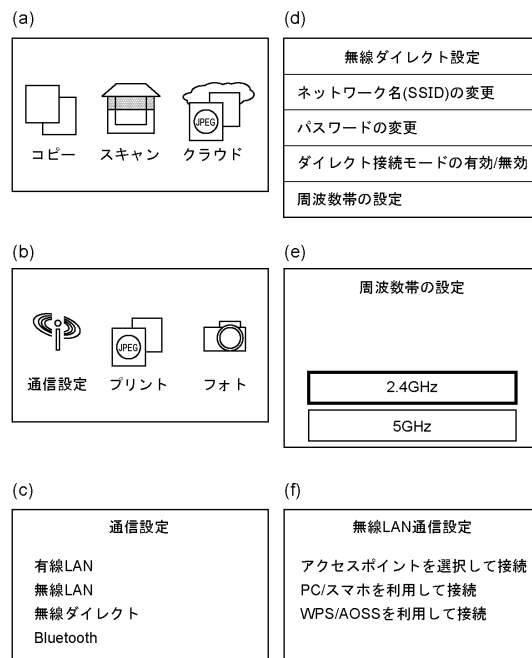 (a)
コピー スキャン クラウド
JPEG
(b)
通信設定 プリント フォト
JPEG
(c)
通信設定
有線LAN
無線LAN
無線ダイレクト
Bluetooth
(d)
無線ダイレクト設定
ネットワーク名(SSID)の変更
パスワードの変更
ダイレクト接続モードの有効/無効
周波数帯の設定
(e)
周波数帯の設定
2.4GHz
5GHz
(f)
無線LAN通信設定
アクセスポイントを選択して接続
PC/スマホを利用して接続
WPS/AOSSを利用して接続